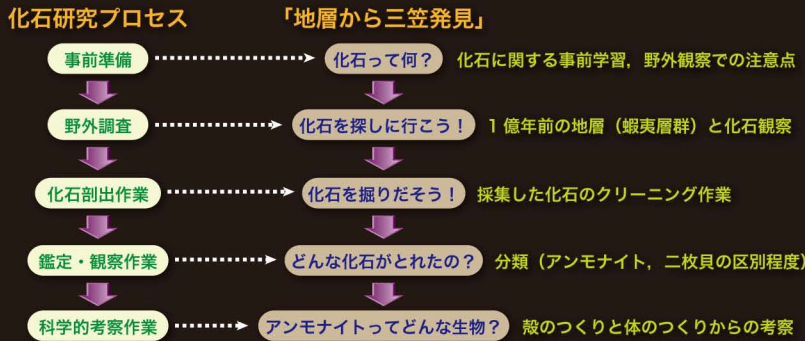 化石研究プロセス 「地層から三笠発見」
事前準備 化石って何？ 化石に関する事前学習，野外観察での注意点
野外調査 化石を探しに行こう！ 1億年前の地層（蝦夷層群）と化石観察
化石剖出作業 化石を掘りだそう！ 採集した化石のクリーニング作業
鑑定・観察作業 どんな化石がとれたの？ 分類（アンモナイト，二枚貝の区別程度）
科学的考察作業 アンモナイトってどんな生物？ 殻のつくりと体のつくりからの考察